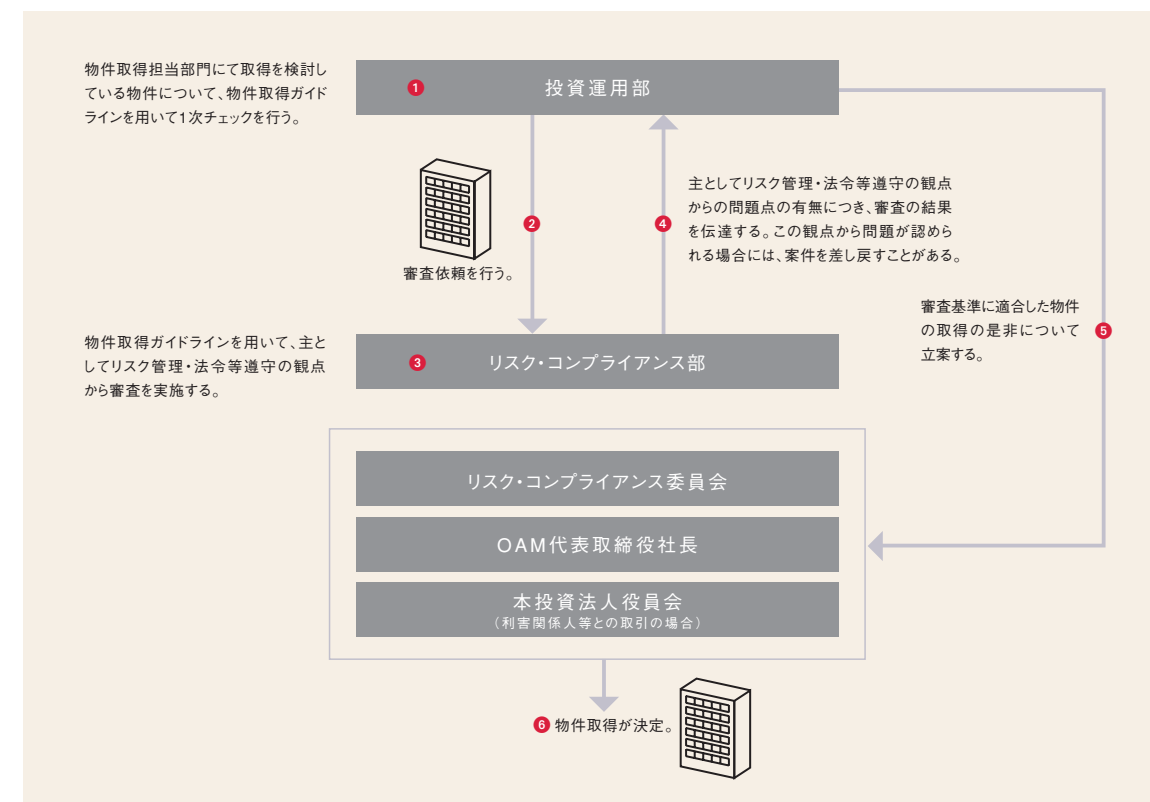 物件取得担当部門にて取得を検討し
ている物件について、物件取得ガイド
ラインを用いて1次チェックを行う。
1 投資運用部
2
審査依頼を行う。
4
主としてリスク管理・法令等遵守の観点
からの問題点の有無につき、審査の結果
を伝達する。この観点から問題が認めら
れる場合には、案件を差し戻すことがある。
審査基準に適合した物件
の取得の是非について
立案する。
5
物件取得ガイドラインを用いて、主と
してリスク管理・法令等遵守の観点
から審査を実施する。
3 リスク・コンプライアンス部
リスク・コンプライアンス委員会
OAM代表取締役社長
本投資法人役員会
(利害関係人等との取引の場合)
6 物件取得が決定。